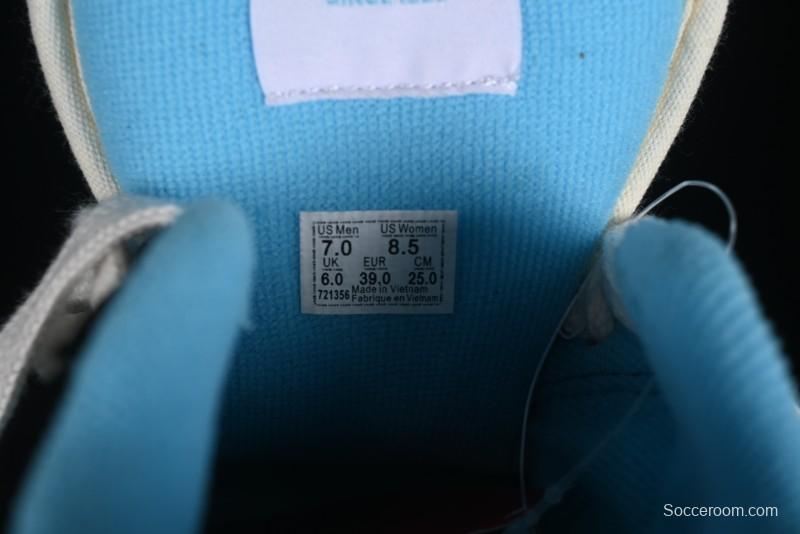 US Men US Women
7.0 8.5
UK EUR CM
6.0 39.0 25.0
721356 Made in Vietnam
Fabrique en Vietnam
Socceroom.com